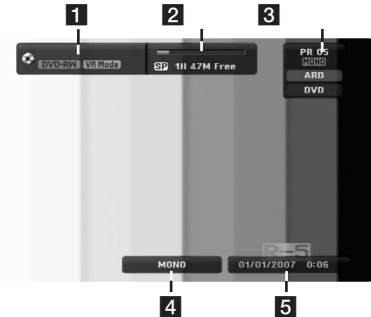 1 2 3
DVD-RW VR Mode
SP 1H 47M Free
PR 05
MONO
ARD
DVD
R-5
MONO
01/01/2007 0:06
4 5